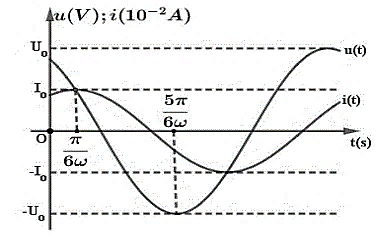 u(V); i(10⁻²A)
U₀
u(t)
I₀
5π/6ω
i(t)
O
π/6ω
t(s)
-I₀
-U₀